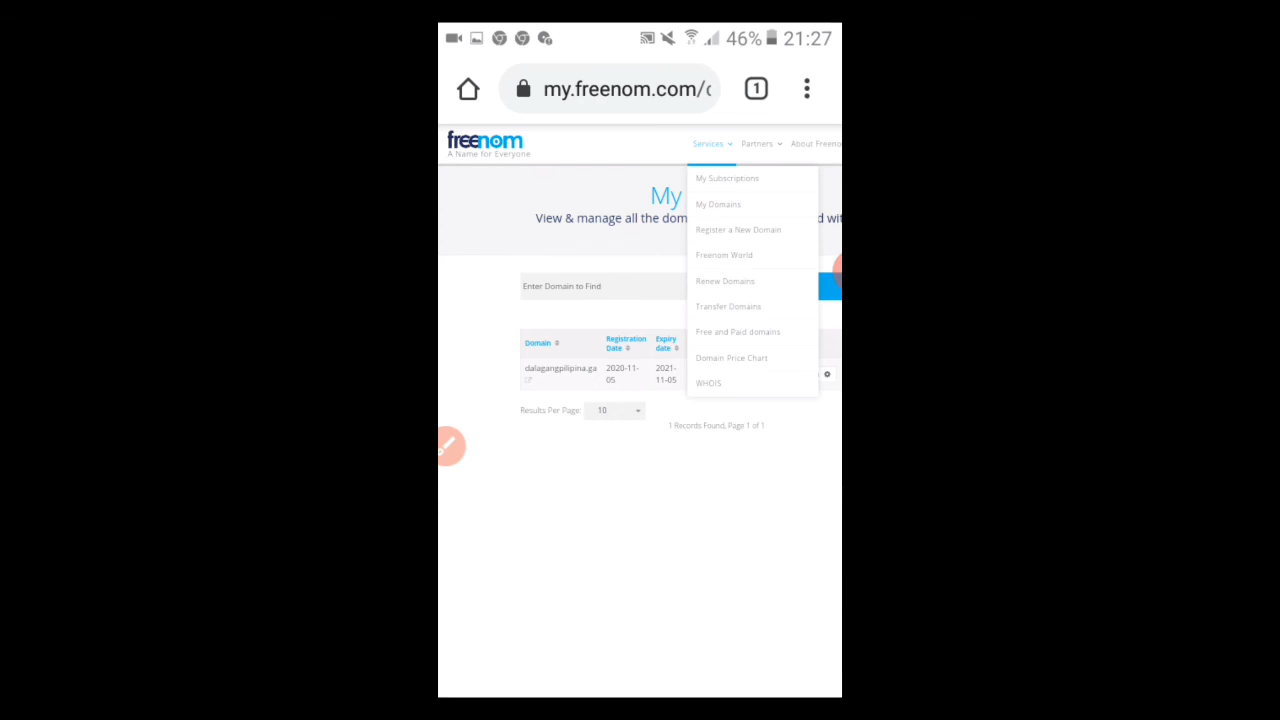 46% 21:27
my.freenom.com/c
1
freenom
A Name for Everyone
Services Partners About Freeno
My
View & manage all the dom d wit
My Subscriptions
My Domains
Register a New Domain
Freenom World
Renew Domains
Transfer Domains
Free and Paid domains
Domain Price Chart
WHOIS
Enter Domain to Find
Domain Registration Date Expiry date
dalagangpilipina.ga 2020-11-05 2021-11-05
Results Per Page: 10
1 Records Found, Page 1 of 1